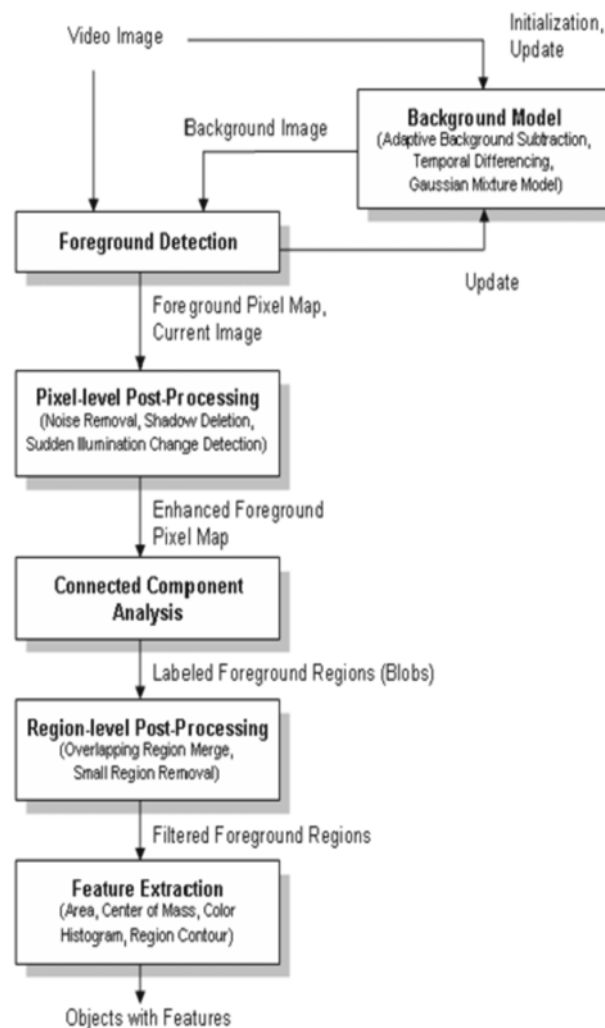 Video Image
Initialization,
Update
Background Model
(Adaptive Background Subtraction,
Temporal Differencing,
Gaussian Mixture Model)
Background Image
Foreground Detection
Update
Foreground Pixel Map,
Current Image
Pixel-level Post-Processing
(Noise Removal, Shadow Deletion,
Sudden Illumination Change Detection)
Enhanced Foreground
Pixel Map
Connected Component
Analysis
Labeled Foreground Regions (Blobs)
Region-level Post-Processing
(Overlapping Region Merge,
Small Region Removal)
Filtered Foreground Regions
Feature Extraction
(Area, Center of Mass, Color
Histogram, Region Contour)
Objects with Features